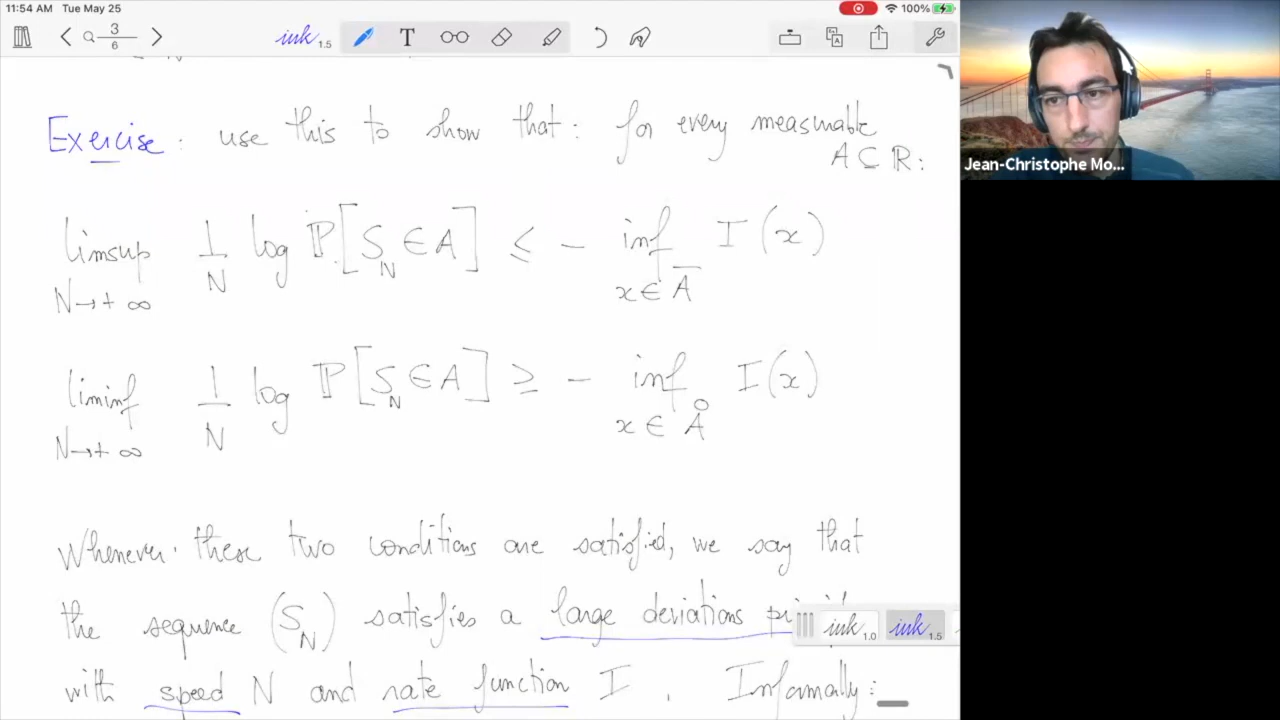 11:54 AM Tue May 25
100%
3
6
ink 1.5
T
Exercise: use this to show that: for every measurable
A ⊆ ℝ:
limsup 1/N log ℙ[S_N ∈ A] ≤ - inf I(x)
N→+∞ x ∈ A̅
liminf 1/N log ℙ[S_N ∈ A] ≥ - inf I(x)
N→+∞ x ∈ Å
Whenever these two conditions are satisfied, we say that
the sequence (S_N) satisfies a large deviations
ink 1.0 ink 1.5
with speed N and rate function I. Informally:
Jean-Christophe Mo...